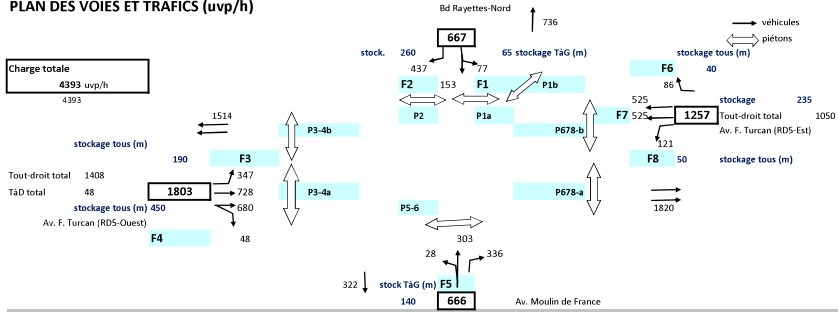 PLAN DES VOIES ET TRAFICS (uvp/h)
Bd Rayettes-Nord
736
véhicules
piétons
667
stock. 260
65 stockage TàG (m)
stockage tous (m)
Charge totale
4393 uvp/h
4393
437
77
F6
40
F2
153
F1
P1b
86
525
stockage 235
1514
P2
P1a
F7
525
1257
Tout-droit total 1050
P3-4b
P678-b
Av. F. Turcan (RD5-Est)
stockage tous (m)
121
190
F3
F8
50
stockage tous (m)
Tout-droit total 1408
347
TàD total 48
1803
728
P3-4a
P678-a
stockage tous (m) 450
680
P5-6
1820
Av. F. Turcan (RD5-Ouest)
F4
48
303
28
336
322
stock TàG (m)
F5
140
666
Av. Moulin de France